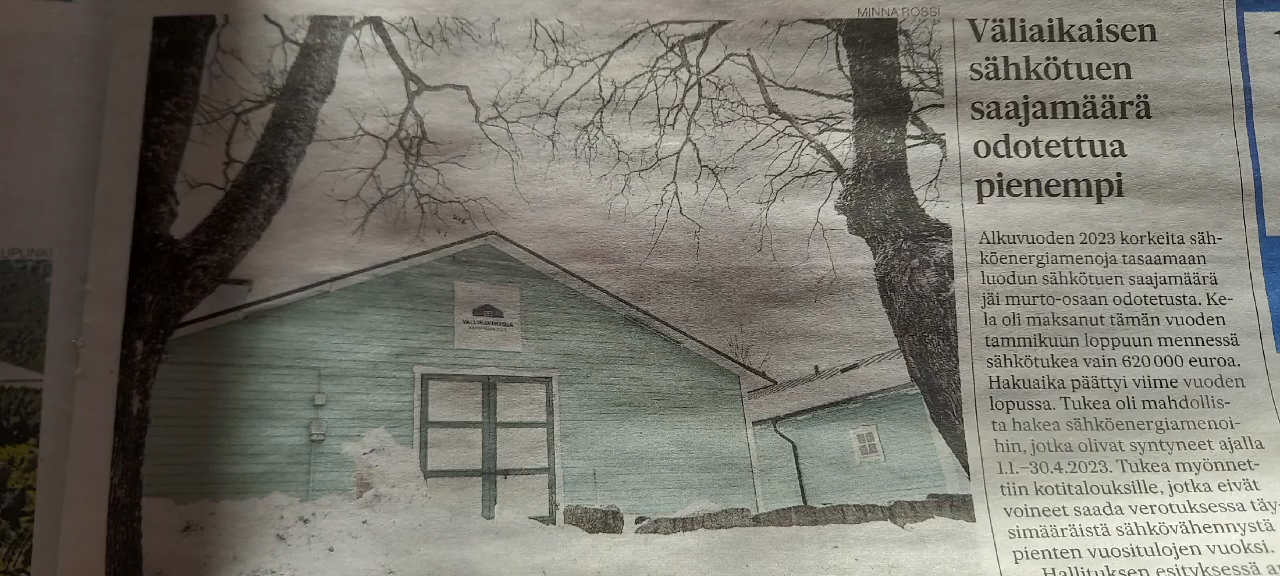 UPUNKI
MINNA ROSSI
VALLINKÄVIJÖLÄ
Väliaikaisen
sähkötuen
saajamäärä
odotettua
pienempi
Alkuvuoden 2023 korkeita säh-
köenergiamenoja tasaamaan
luodun sähkötuen saajamäärä
jäi murto-osaan odotetusta. Ke-
la oli maksanut tämän vuoden
tammikuun loppuun mennessä
sähkötukea vain 620 000 euroa.
Hakuaika päättyi viime vuoden
lopussa. Tukea oli mahdollis-
ta hakea sähköenergiamenoi-
hin, jotka olivat syntyneet ajalla
1.1.–30.4.2023. Tukea myönnet-
tiin kotitalouksille, jotka eivät
voineet saada verotuksessa täy-
simääräistä sähkövähennystä
pienten vuositulojen vuoksi.
Hallituksen esityksessä a